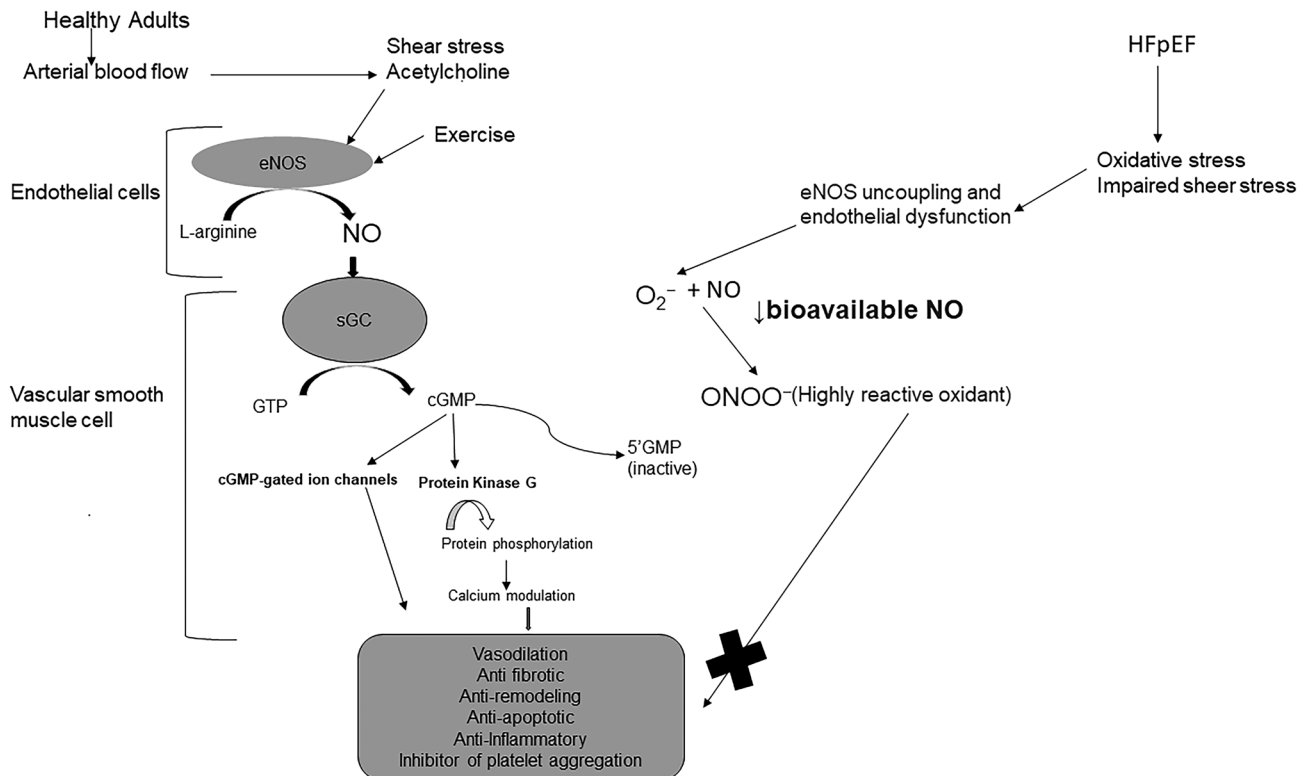 Healthy Adults
Arterial blood flow
Shear stress
Acetylcholine
Exercise
Endothelial cells
eNOS
L-arginine
NO
sGC
Vascular smooth
muscle cell
GTP
cGMP
5'GMP
(inactive)
cGMP-gated ion channels
Protein Kinase G
Protein phosphorylation
Calcium modulation
Vasodilation
Anti fibrotic
Anti-remodeling
Anti-apoptotic
Anti-Inflammatory
Inhibitor of platelet aggregation
HFpEF
Oxidative stress
Impaired sheer stress
eNOS uncoupling and
endothelial dysfunction
O₂⁻ + NO
↓bioavailable NO
ONOO⁻(Highly reactive oxidant)